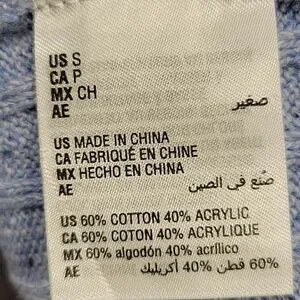 US S
CA P
MX CH
AE صغير
US MADE IN CHINA
CA FABRIQUÉ EN CHINE
MX HECHO EN CHINA
AE صُنع في الصين
US 60% COTTON 40% ACRYLIC
CA 60% COTON 40% ACRYLIQUE
MX 60% algodón 40% acrílico
AE 60% قطن 40% أكريليك